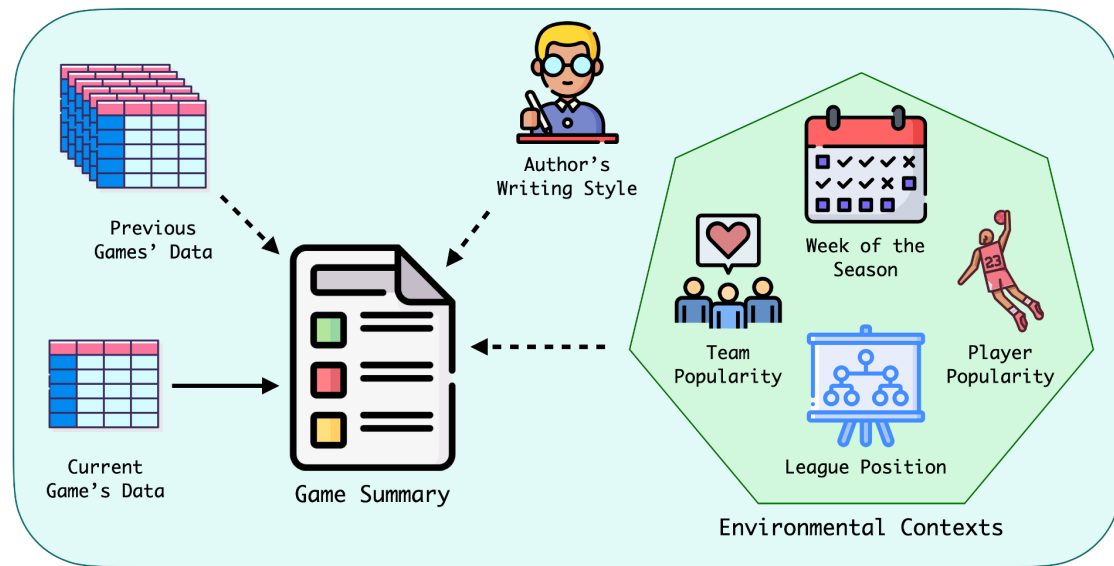 Previous
Games' Data
Author's
Writing Style
Week of the
Season
23
Team
Popularity
Player
Popularity
Current
Game's Data
Game Summary
League Position
Environmental Contexts